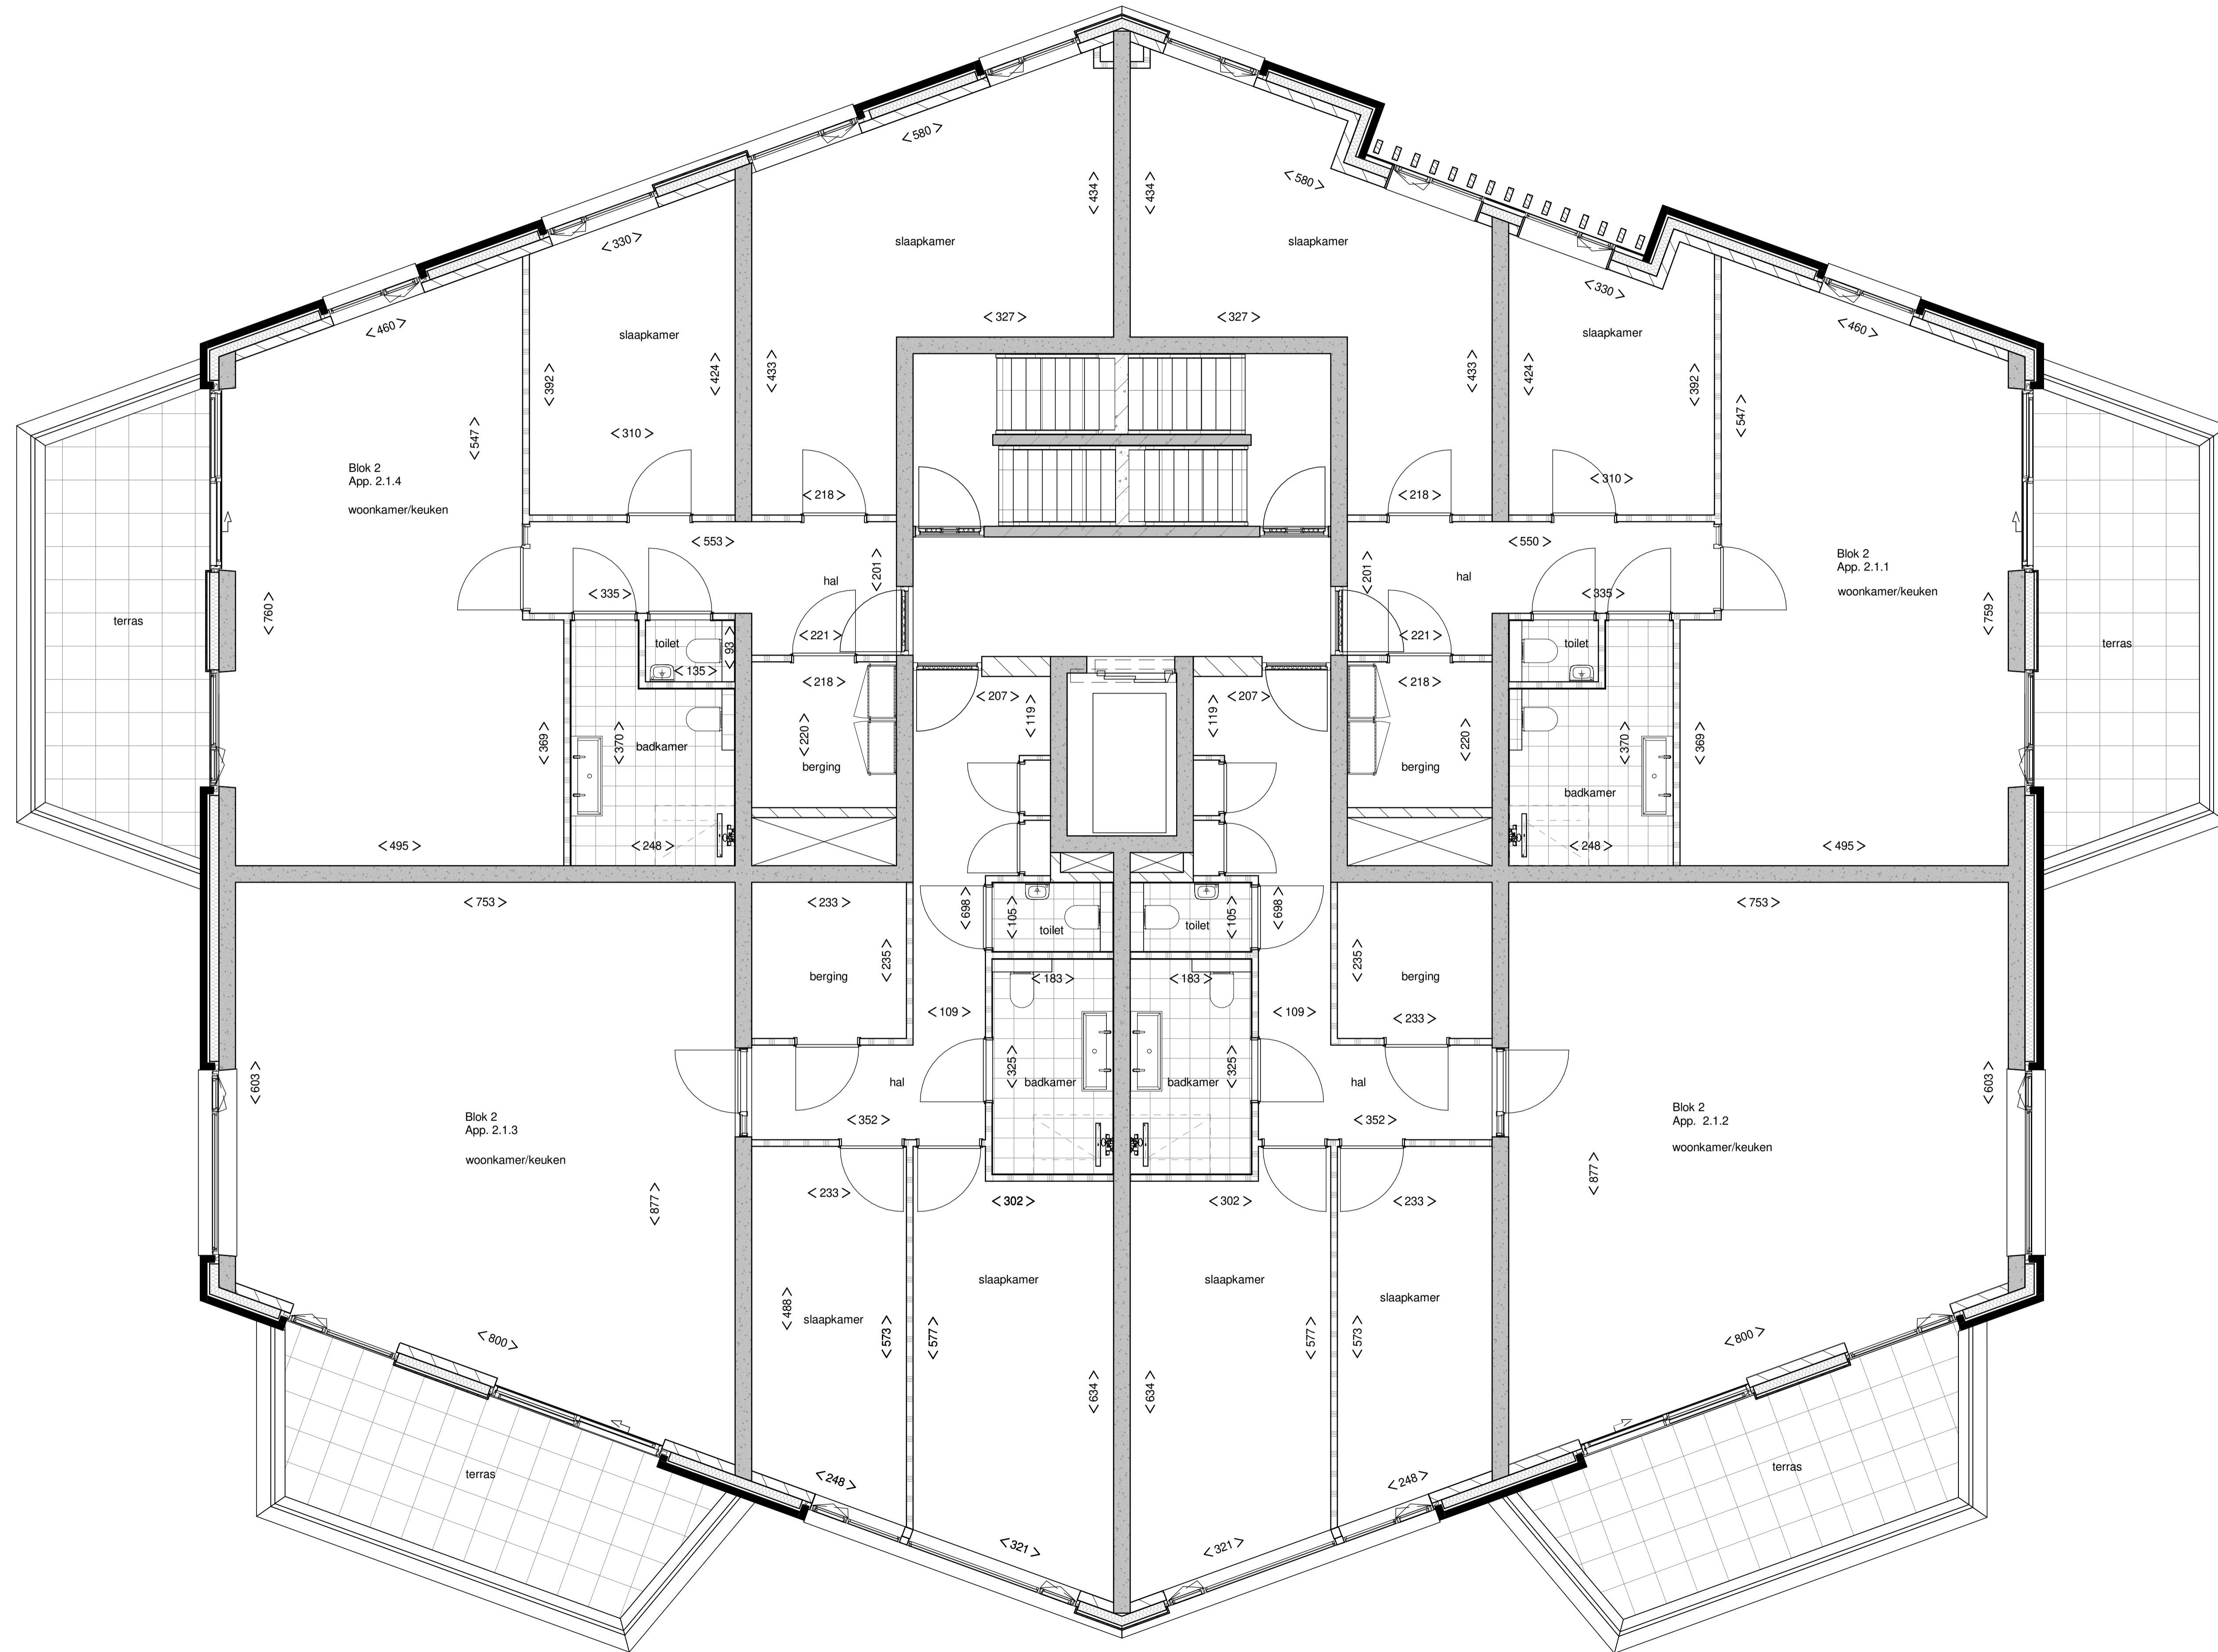 < 580 >
< 434 >
< 434 >
< 580 >
< 330 >
slaapkamer
slaapkamer
< 330 >
< 460 >
slaapkamer
< 327 >
< 327 >
slaapkamer
< 460 >
< 392 >
< 424 >
< 433 >
< 433 >
< 424 >
< 392 >
< 547 >
< 310 >
< 547 >
Blok 2
App. 2.1.4
woonkamer/keuken
< 218 >
< 218 >
< 310 >
< 553 >
< 550 >
Blok 2
App. 2.1.1
woonkamer/keuken
hal
< 201 >
< 201 >
hal
< 335 >
< 335 >
< 760 >
< 759 >
terras
< 221 >
< 221 >
terras
toilet
< 93 >
toilet
< 135 >
< 218 >
< 207 >
< 207 >
< 218 >
< 119 >
< 119 >
< 369 >
< 370 >
badkamer
< 220 >
berging
< 220 >
berging
< 370 >
badkamer
< 369 >
< 495 >
< 248 >
< 248 >
< 495 >
< 753 >
< 233 >
< 698 >
< 105 >
toilet
toilet
< 105 >
< 698 >
< 753 >
berging
< 235 >
< 183 >
< 183 >
< 235 >
berging
< 109 >
< 109 >
< 233 >
< 603 >
hal
< 325 >
badkamer
badkamer
< 325 >
hal
< 603 >
Blok 2
App. 2.1.3
woonkamer/keuken
< 352 >
< 352 >
Blok 2
App. 2.1.2
woonkamer/keuken
< 877 >
< 233 >
< 302 >
< 302 >
< 233 >
< 877 >
slaapkamer
slaapkamer
< 488 >
slaapkamer
slaapkamer
< 800 >
< 573 >
< 577 >
< 577 >
< 573 >
< 800 >
< 634 >
< 634 >
terras
< 248 >
< 248 >
terras
< 321 >
< 321 >